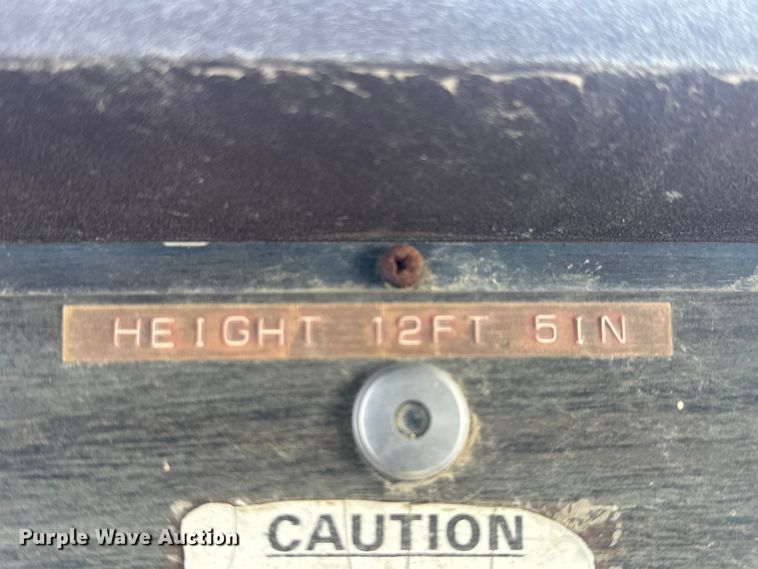 HEIGHT 12FT 5IN
CAUTION
Purple Wave Auction